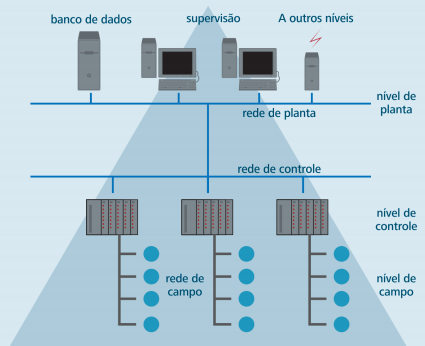 banco de dados
supervisão
A outros níveis
nível de
planta
rede de planta
rede de controle
nível de
controle
rede de
campo
nível de
campo